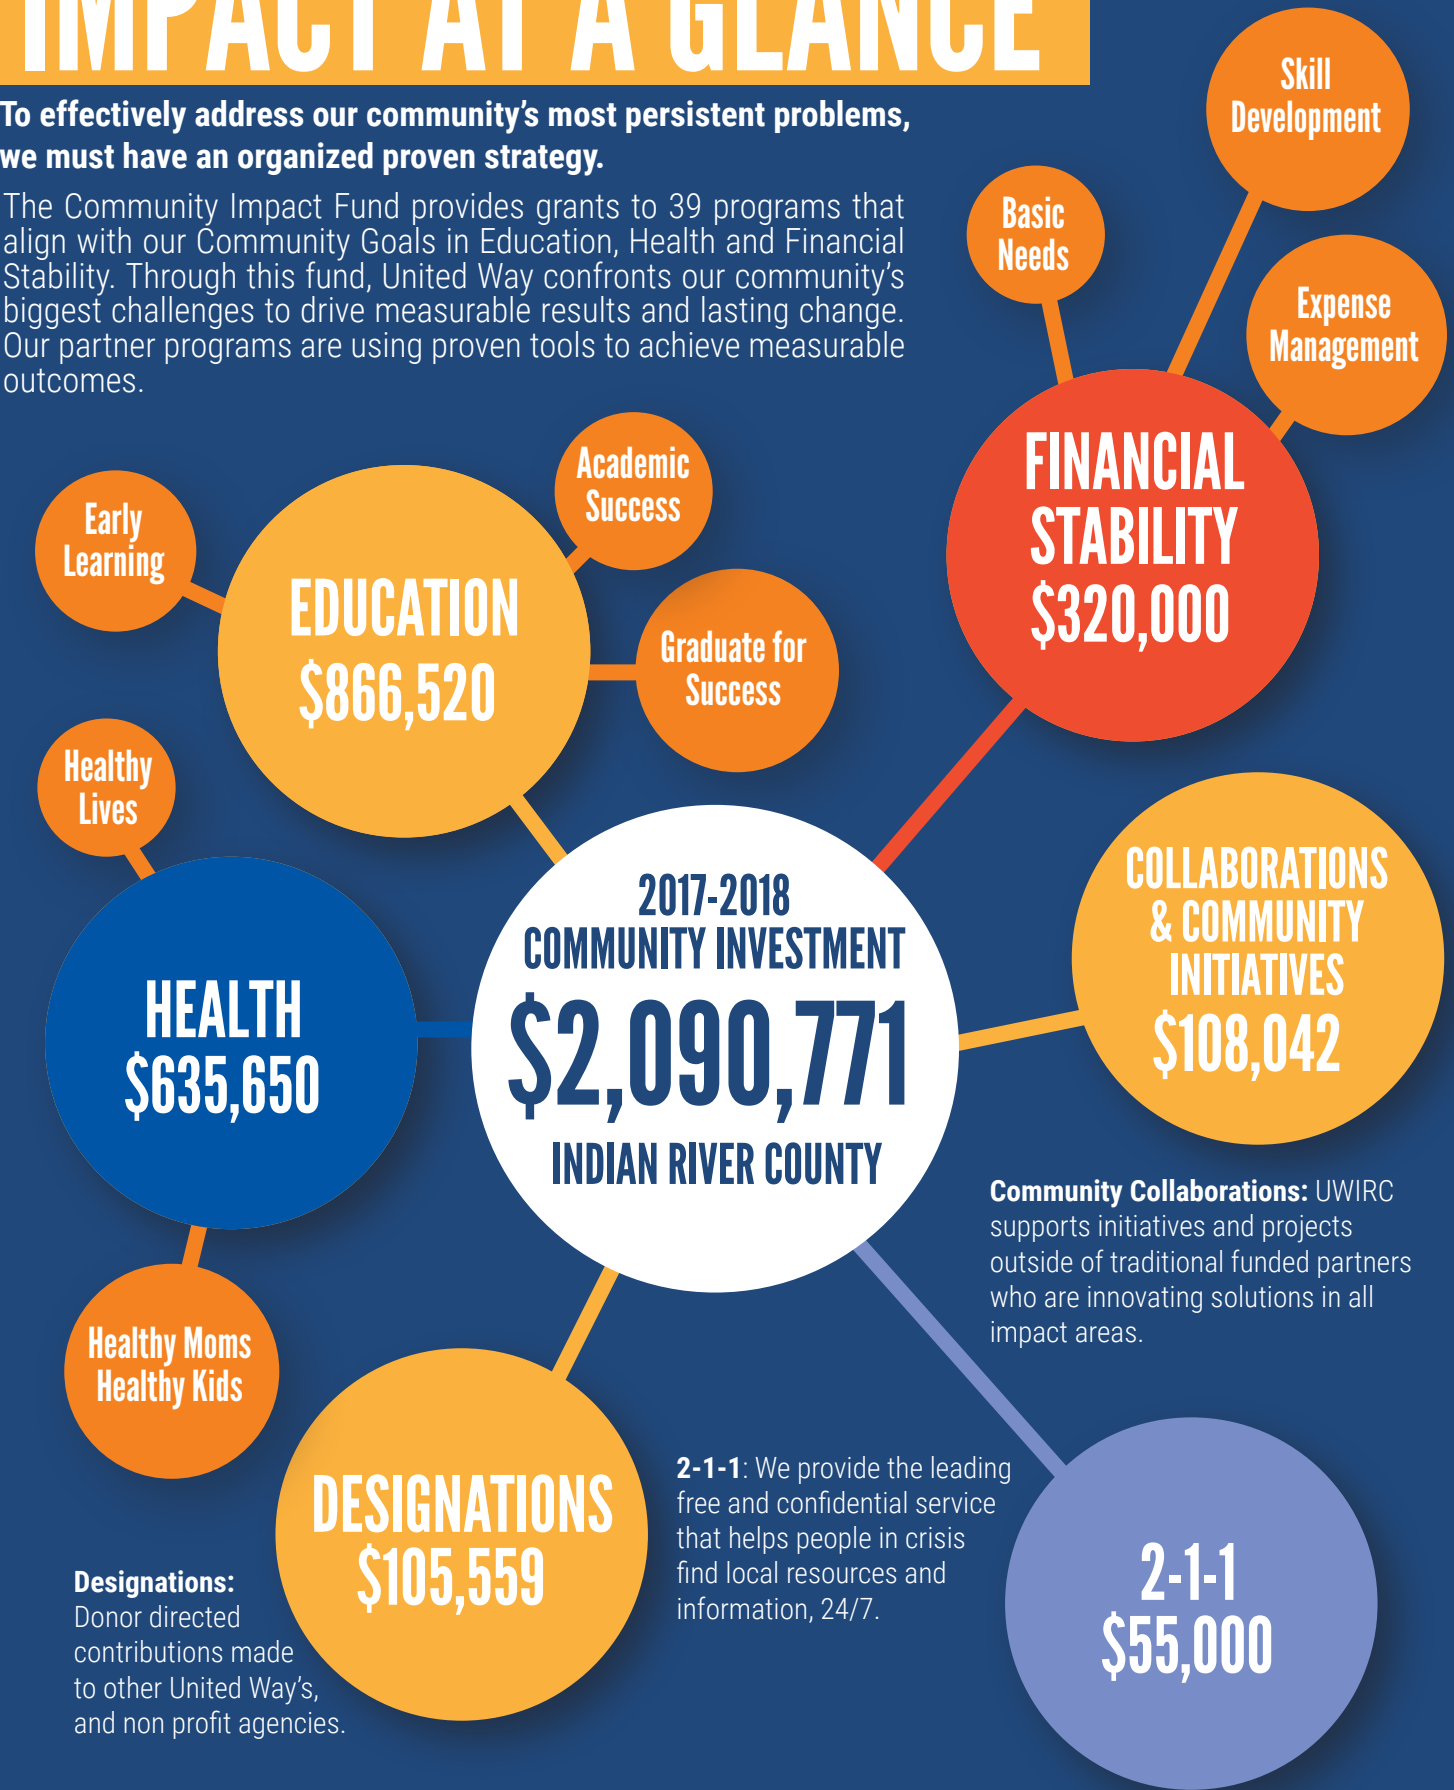 IMPACT AT A GLANCE
To effectively address our community’s most persistent problems,
we must have an organized proven strategy.
The Community Impact Fund provides grants to 39 programs that
align with our Community Goals in Education, Health and Financial
Stability. Through this fund, United Way confronts our community’s
biggest challenges to drive measurable results and lasting change.
Our partner programs are using proven tools to achieve measurable
outcomes.
Skill
Development
Basic
Needs
Expense
Management
FINANCIAL
STABILITY
$320,000
Academic
Success
Early
Learning
EDUCATION
$866,520
Graduate for
Success
Healthy
Lives
HEALTH
$635,650
Healthy Moms
Healthy Kids
2017-2018
COMMUNITY INVESTMENT
$2,090,771
INDIAN RIVER COUNTY
COLLABORATIONS
& COMMUNITY
INITIATIVES
$108,042
Community Collaborations: UWIRC
supports initiatives and projects
outside of traditional funded partners
who are innovating solutions in all
impact areas.
DESIGNATIONS
$105,559
Designations:
Donor directed
contributions made
to other United Way’s,
and non profit agencies.
2-1-1: We provide the leading
free and confidential service
that helps people in crisis
find local resources and
information, 24/7.
2-1-1
$55,000